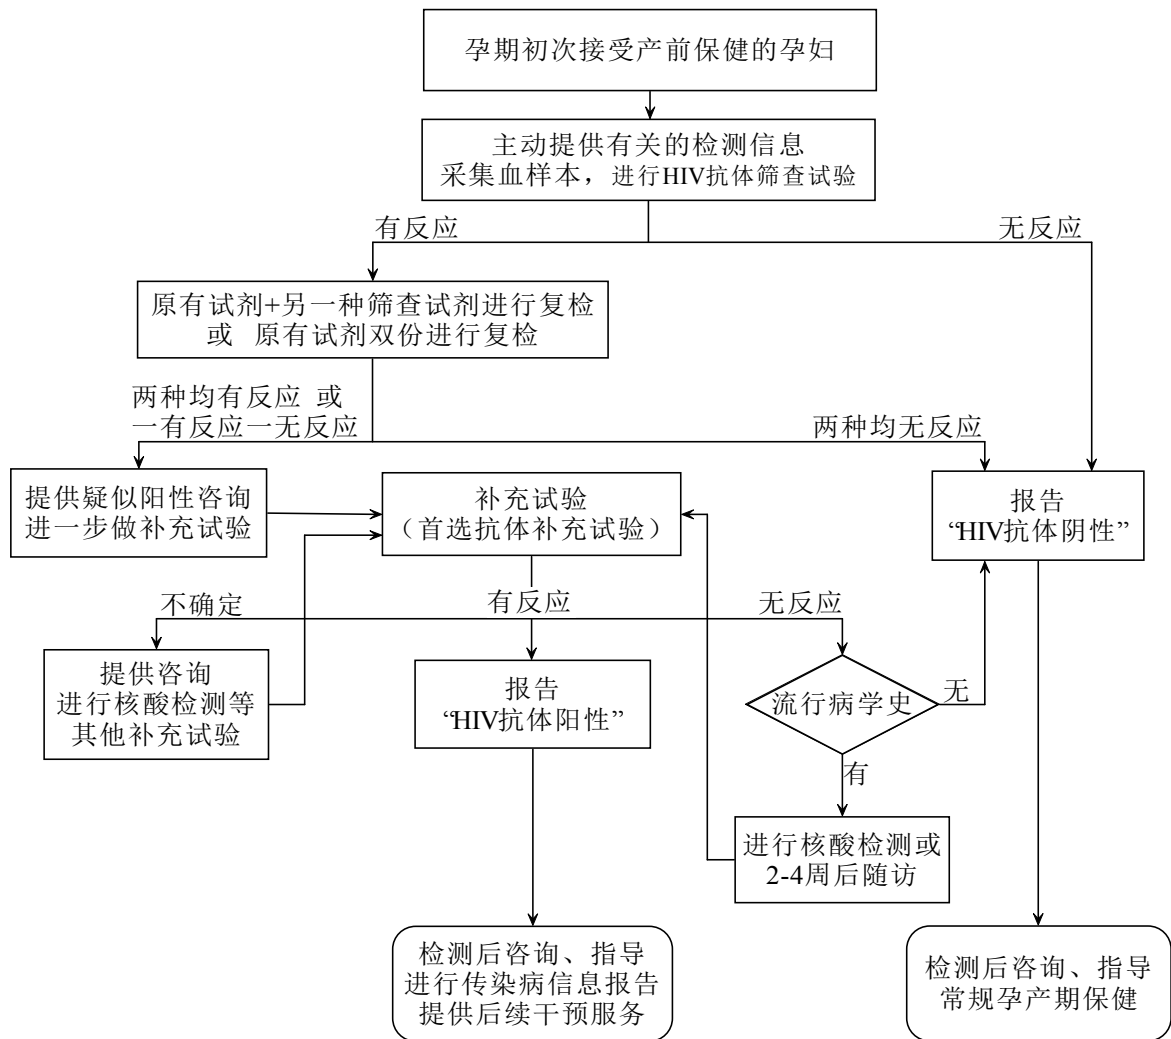 孕期初次接受产前保健的孕妇
主动提供有关的检测信息
采集血样本，进行HIV抗体筛查试验
有反应
无反应
原有试剂+另一种筛查试剂进行复检
或 原有试剂双份进行复检
两种均有反应 或
一有反应一无反应
两种均无反应
提供疑似阳性咨询
进一步做补充试验
补充试验
（首选抗体补充试验）
报告
“HIV抗体阴性”
不确定
有反应
无反应
提供咨询
进行核酸检测等
其他补充试验
报告
“HIV抗体阳性”
流行病学史
无
有
进行核酸检测或
2-4周后随访
检测后咨询、指导
进行传染病信息报告
提供后续干预服务
检测后咨询、指导
常规孕产期保健